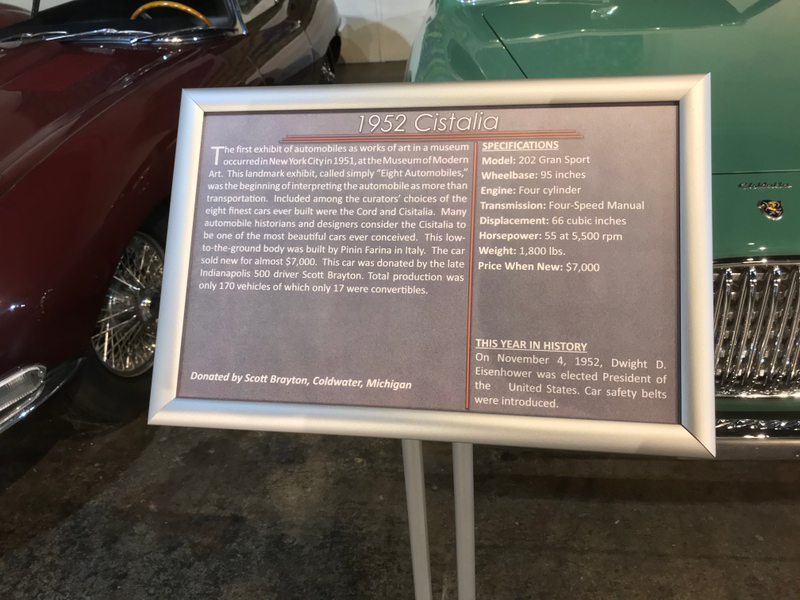 1952 Cistalia
The first exhibit of automobiles as works of art in a museum
occurred in New York City in 1951, at the Museum of Modern
Art. This landmark exhibit, called simply "Eight Automobiles,"
was the beginning of interpreting the automobile as more than
transportation. Included among the curators' choices of the
eight finest cars ever built were the Cord and Cisitalia. Many
automobile historians and designers consider the Cisitalia to
be one of the most beautiful cars ever conceived. This low-
to-the-ground body was built by Pinin Farina in Italy. The car
sold new for almost $7,000. This car was donated by the late
Indianapolis 500 driver Scott Brayton. Total production was
only 170 vehicles of which only 17 were convertibles.
Donated by Scott Brayton, Coldwater, Michigan
SPECIFICATIONS
Model: 202 Gran Sport
Wheelbase: 95 inches
Engine: Four cylinder
Transmission: Four-Speed Manual
Displacement: 66 cubic inches
Horsepower: 55 at 5,500 rpm
Weight: 1,800 lbs.
Price When New: $7,000
THIS YEAR IN HISTORY
On November 4, 1952, Dwight D.
Eisenhower was elected President of
the United States. Car safety belts
were introduced.